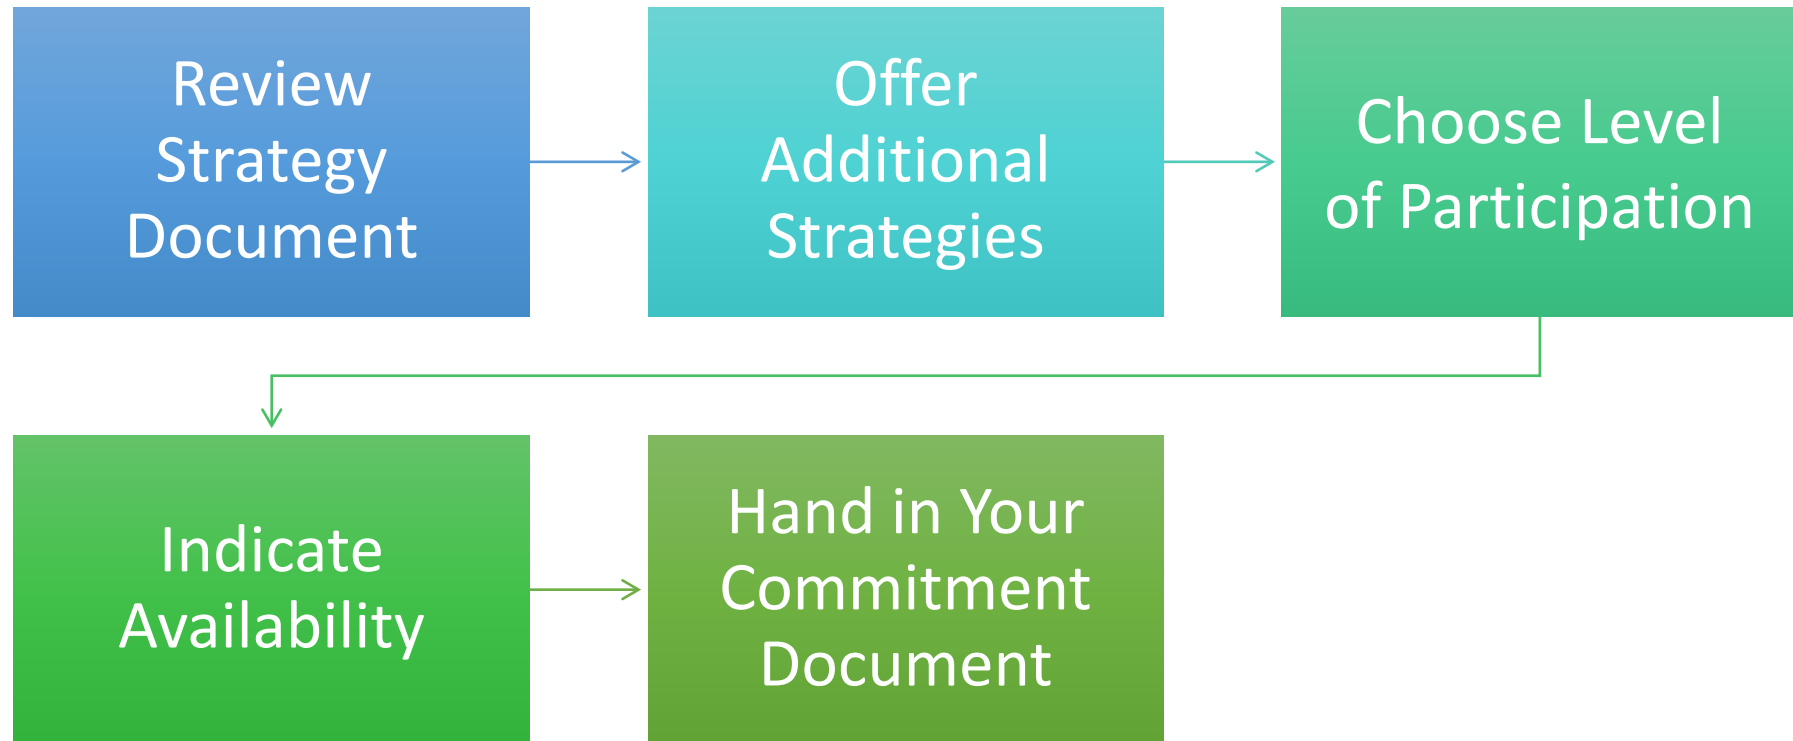 Review
Strategy
Document
Offer
Additional
Strategies
Choose Level
of Participation
Indicate
Availability
Hand in Your
Commitment
Document